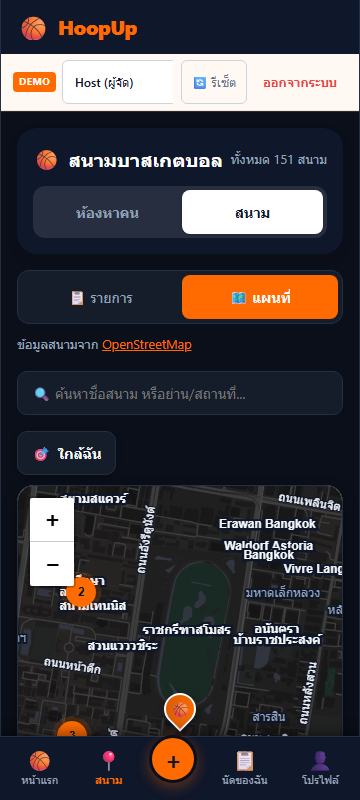 HoopUp
DEMO Host (ผู้จัด) รีเซ็ต ออกจากระบบ
สนามบาสเกตบอล ทั้งหมด 151 สนาม
ห้องหาคน สนาม
รายการ แผนที่
ข้อมูลสนามจาก OpenStreetMap
ค้นหาชื่อสนาม หรือย่าน/สถานที่...
ใกล้ฉัน
สยามสแควร์
ถนนเพลินจิต
+
Erawan Bangkok
ถนนอังรีดูนังต์
Waldorf Astoria
Bangkok
−
Vivre Lang
2
มหาดเล็กหลวง
สนามเทนนิส
ราชกรีฑาสโมสร
อนันตรา
บ้านราชประสงค์
สวนแวววชิระ
ถนนหน้าตึก
ถนนหลังสวน
สารสิน
3
+
หน้าแรก สนาม นัดของฉัน โปรไฟล์